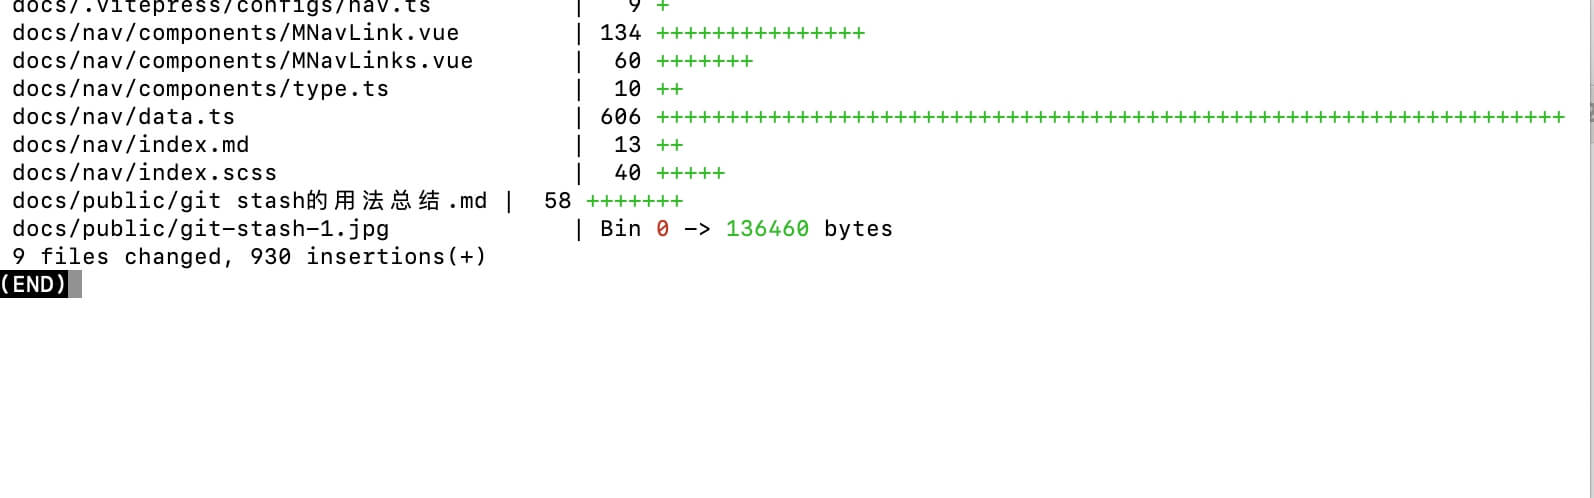 docs/.vitepress/configs/nav.ts | 9 +
docs/nav/components/MNavLink.vue | 134 +++++++++++++++
docs/nav/components/MNavLinks.vue | 60 +++++++
docs/nav/components/type.ts | 10 ++
docs/nav/data.ts | 606 +++++++++++++++++++++++++++++++++++++++++++++++++++++++++++++++++
docs/nav/index.md | 13 ++
docs/nav/index.scss | 40 +++++
docs/public/git stash的用法总结.md | 58 +++++++
docs/public/git-stash-1.jpg | Bin 0 -> 136460 bytes
9 files changed, 930 insertions(+)
(END)